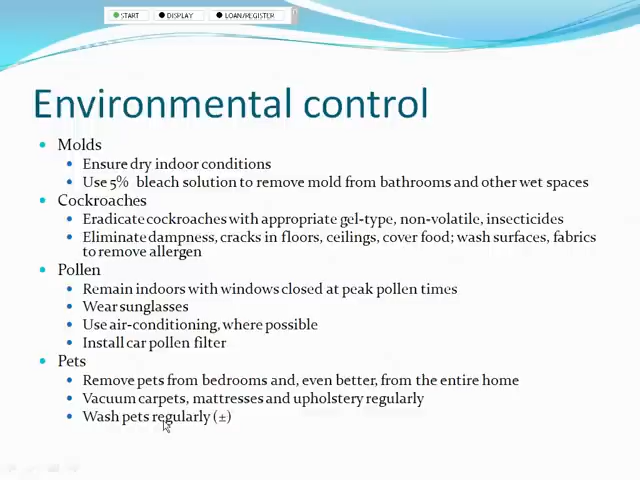 START DISPLAY LOAN/REGISTER
Environmental control
Molds
Ensure dry indoor conditions
Use 5% bleach solution to remove mold from bathrooms and other wet spaces
Cockroaches
Eradicate cockroaches with appropriate gel-type, non-volatile, insecticides
Eliminate dampness, cracks in floors, ceilings, cover food; wash surfaces, fabrics
to remove allergen
Pollen
Remain indoors with windows closed at peak pollen times
Wear sunglasses
Use air-conditioning, where possible
Install car pollen filter
Pets
Remove pets from bedrooms and, even better, from the entire home
Vacuum carpets, mattresses and upholstery regularly
Wash pets regularly (±)